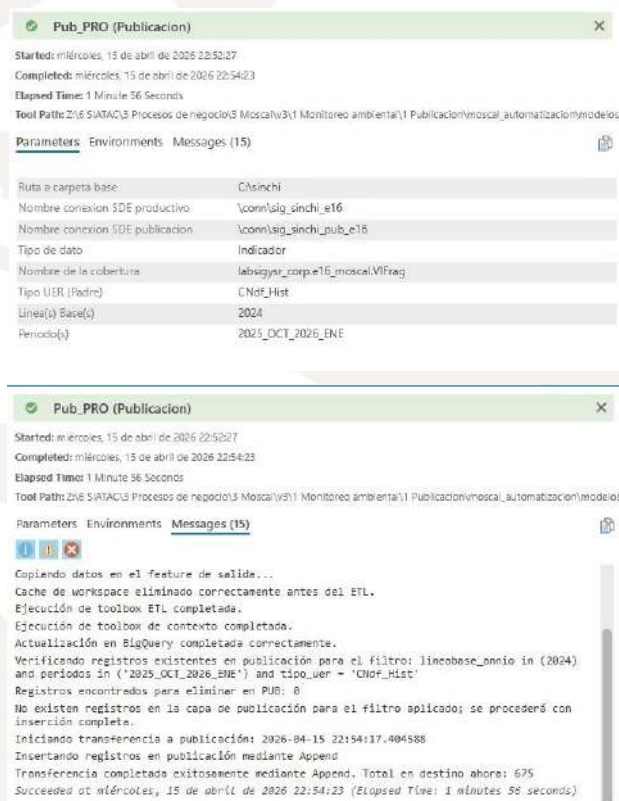 Pub_PRO (Publicacion)
Started: miércoles, 15 de abril de 2026 22:52:27
Completed: miércoles, 15 de abril de 2026 22:54:23
Elapsed Time: 1 Minute 56 Seconds
Tool Path: Z:\6 SIATAC\3 Procesos de negocio\3 Moscal\v3\1 Monitoreo ambiental\1 Publicacion\moscal_automatizacion\modelos
Parameters Environments Messages (15)
Ruta a carpeta base C:\sinchi
Nombre conexion SDE productivo \conn\sig_sinchi_e16
Nombre conexion SDE publicacion \conn\sig_sinchi_pub_e16
Tipo de dato Indicador
Nombre de la cobertura labsigysr_corp.e16_moscal.VIFrag
Tipo UER (Padre) CNdf_Hist
Linea(s) Base(s) 2024
Periodo(s) 2025_OCT_2026_ENE
Pub_PRO (Publicacion)
Started: miércoles, 15 de abril de 2026 22:52:27
Completed: miércoles, 15 de abril de 2026 22:54:23
Elapsed Time: 1 Minute 56 Seconds
Tool Path: Z:\6 SIATAC\3 Procesos de negocio\3 Moscal\v3\1 Monitoreo ambiental\1 Publicacion\moscal_automatizacion\modelos
Parameters Environments Messages (15)
Copiando datos en el feature de salida...
Cache de workspace eliminado correctamente antes del ETL.
Ejecución de toolbox ETL completada.
Ejecución de toolbox de contexto completada.
Actualización en BigQuery completada correctamente.
Verificando registros existentes en publicación para el filtro: lineabase_annio in (2024)
and periodos in ('2025_OCT_2026_ENE') and tipo_uer = 'CNdf_Hist'
Registros encontrados para eliminar en PUB: 0
No existen registros en la capa de publicación para el filtro aplicado; se procederá con
inserción completa.
Iniciando transferencia a publicación: 2026-04-15 22:54:17.404588
Insertando registros en publicación mediante Append
Transferencia completada exitosamente mediante Append. Total en destino ahora: 675
Succeeded at miércoles, 15 de abril de 2026 22:54:23 (Elapsed Time: 1 minutes 56 seconds)